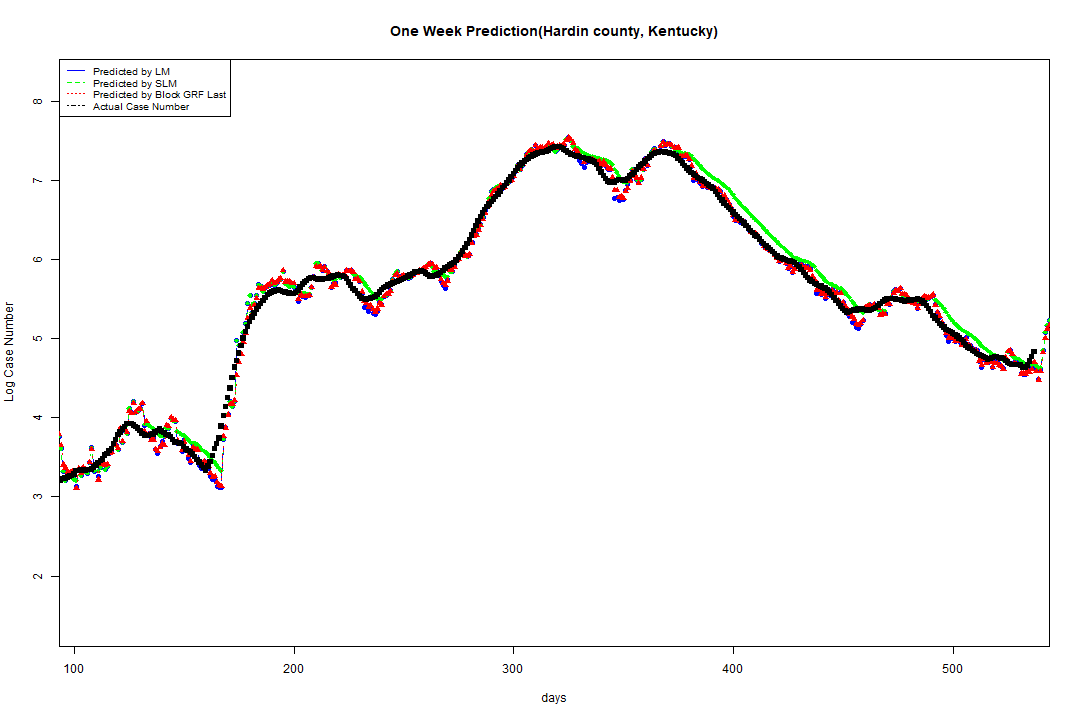 One Week Prediction(Hardin county, Kentucky)
Predicted by LM
Predicted by SLM
Predicted by Block GRF Last
Actual Case Number
8
7
6
5
4
3
2
Log Case Number
100 200 300 400 500
days